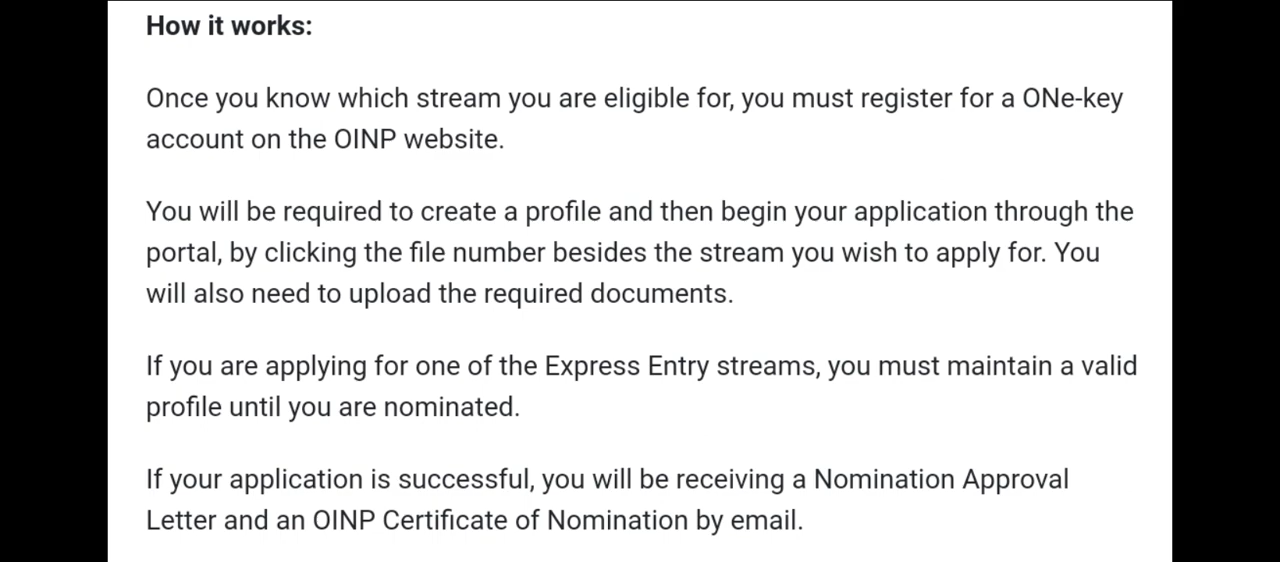 How it works:
Once you know which stream you are eligible for, you must register for a ONe-key
account on the OINP website.
You will be required to create a profile and then begin your application through the
portal, by clicking the file number besides the stream you wish to apply for. You
will also need to upload the required documents.
If you are applying for one of the Express Entry streams, you must maintain a valid
profile until you are nominated.
If your application is successful, you will be receiving a Nomination Approval
Letter and an OINP Certificate of Nomination by email.